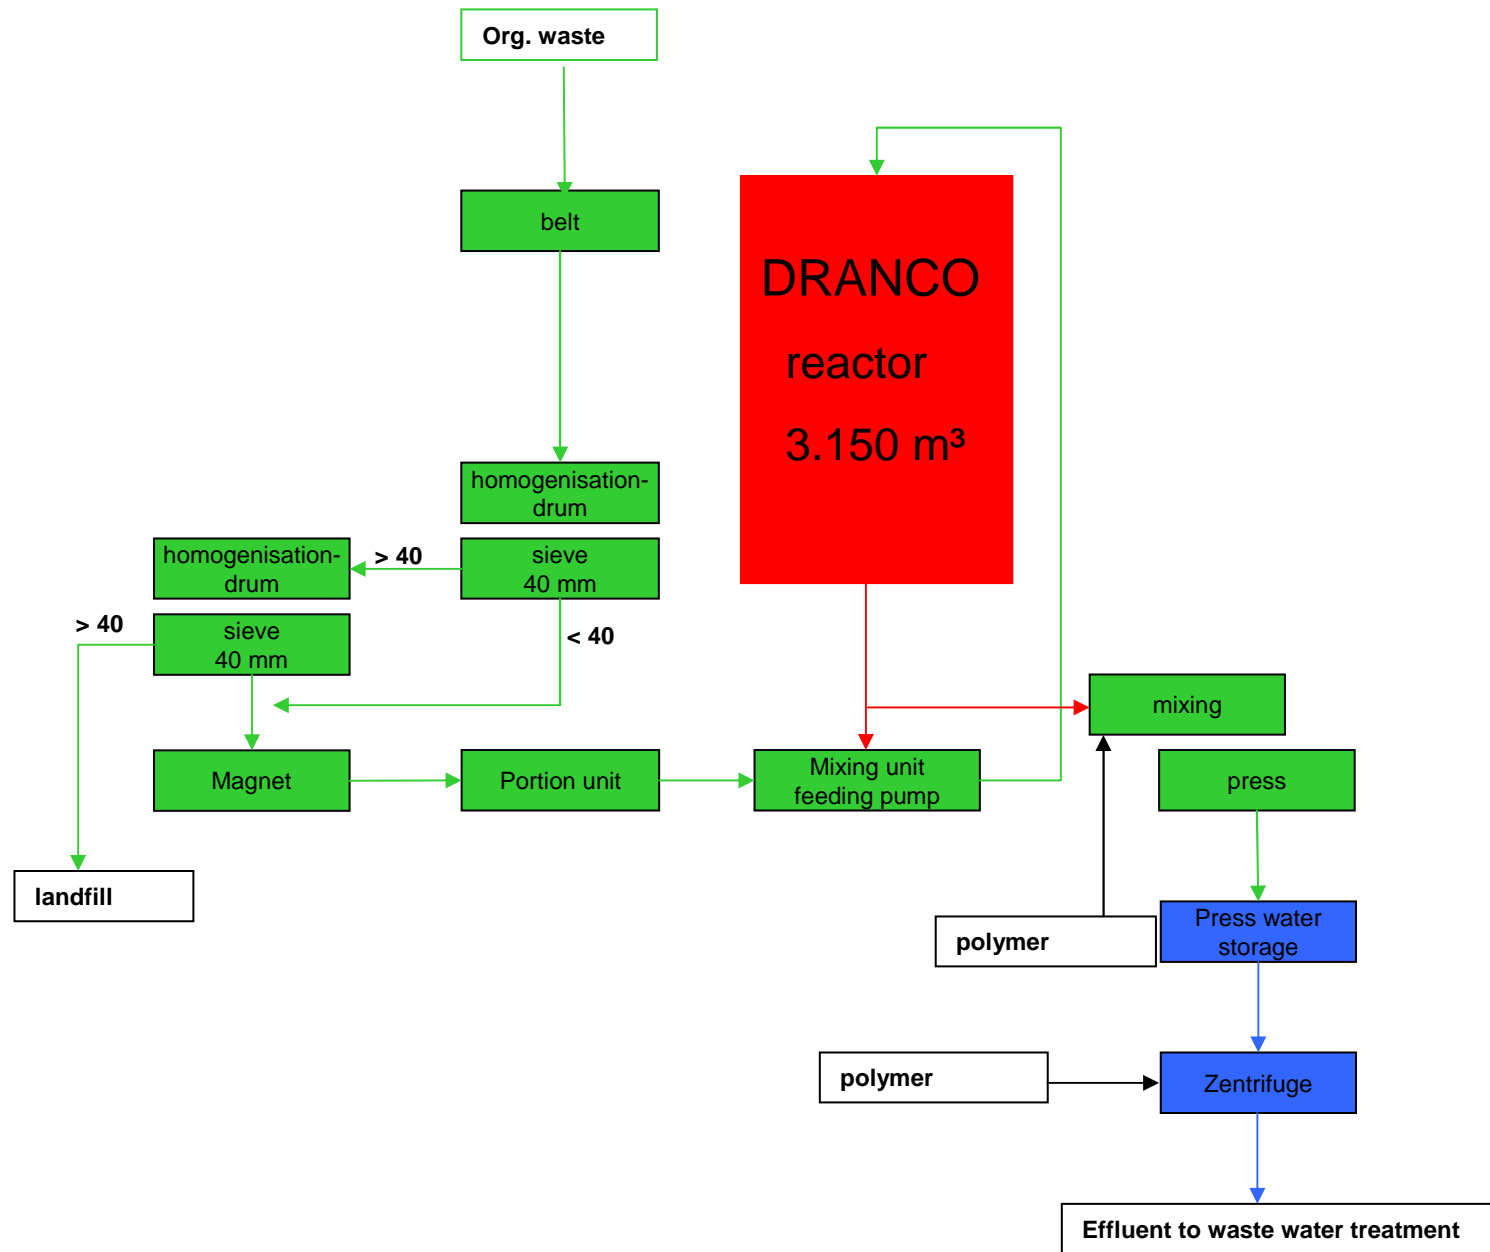 Org. waste
belt
DRANCO
reactor
3.150 m³
homogenisation-
drum
sieve
40 mm
> 40
homogenisation-
drum
< 40
> 40
sieve
40 mm
mixing
Magnet
Portion unit
Mixing unit
feeding pump
press
landfill
polymer
Press water
storage
polymer
Zentrifuge
Effluent to waste water treatment